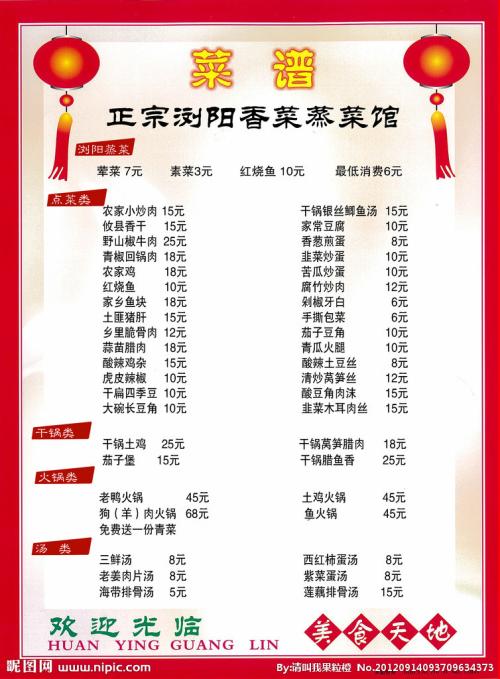 菜 谱
正宗浏阳香菜蒸菜馆
浏阳蒸菜
荤菜 7元 素菜3元 红烧鱼 10元 最低消费6元
点菜类
农家小炒肉 15元 干锅银丝鲫鱼汤 15元
攸县香干 15元 家常豆腐 10元
野山椒牛肉 25元 香葱煎蛋 8元
青椒回锅肉 18元 韭菜炒蛋 10元
农家鸡 18元 苦瓜炒蛋 10元
红烧鱼 10元 腐竹炒肉 12元
家乡鱼块 18元 剁椒牙白 6元
土匪猪肝 15元 手撕包菜 6元
乡里脆骨肉 12元 茄子豆角 10元
蒜苗腊肉 18元 青瓜火腿 10元
酸辣鸡杂 15元 酸辣土豆丝 8元
虎皮辣椒 10元 清炒莴笋丝 12元
干扁四季豆 10元 酸豆角肉沫 15元
大碗长豆角 10元 韭菜木耳肉丝 15元
干锅类
干锅土鸡 25元 干锅莴笋腊肉 18元
茄子堡 15元 干锅腊鱼香 25元
火锅类
老鸭火锅 45元 土鸡火锅 45元
狗（羊）肉火锅 68元 鱼火锅 45元
免费送一份青菜
汤 类
三鲜汤 8元 西红柿蛋汤 8元
老姜肉片汤 8元 紫菜蛋汤 8元
海带排骨汤 5元 莲藕排骨汤 15元
欢迎光临 美食天地
HUAN YING GUANG LIN
昵图网 www.nipic.com By:请叫我果粒橙 No.20120914093709634373